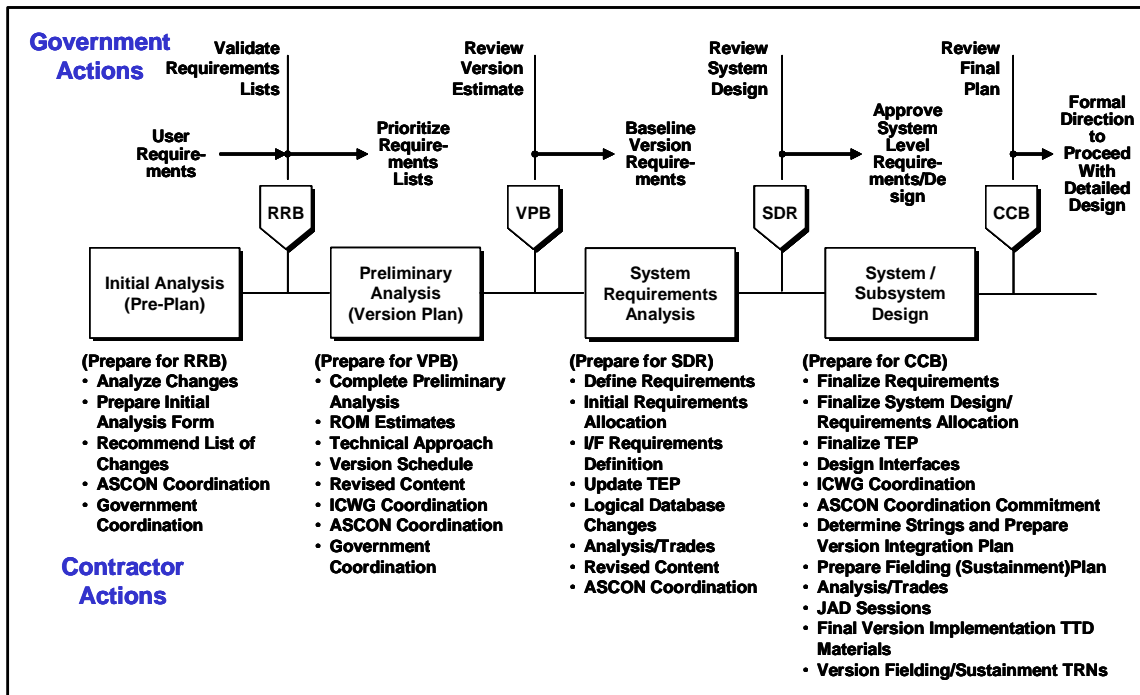 Government
Actions
Validate
Requirements
Lists
Review
Version
Estimate
Review
System
Design
Review
Final
Plan
User
Require-
ments
Prioritize
Require-
ments
Lists
Baseline
Version
Require-
ments
Approve
System
Level
Require-
ments/De
sign
Formal
Direction
to
Proceed
With
Detailed
Design
RRB
VPB
SDR
CCB
Initial Analysis
(Pre-Plan)
Preliminary
Analysis
(Version Plan)
System
Requirements
Analysis
System /
Subsystem
Design
(Prepare for RRB)
• Analyze Changes
• Prepare Initial
Analysis Form
• Recommend List of
Changes
• ASCON Coordination
• Government
Coordination
(Prepare for VPB)
• Complete Preliminary
Analysis
• ROM Estimates
• Technical Approach
• Version Schedule
• Revised Content
• ICWG Coordination
• ASCON Coordination
• Government
Coordination
(Prepare for SDR)
• Define Requirements
• Initial Requirements
Allocation
• I/F Requirements
Definition
• Update TEP
• Logical Database
Changes
• Analysis/Trades
• Revised Content
• ASCON Coordination
(Prepare for CCB)
• Finalize Requirements
• Finalize System Design/
Requirements Allocation
• Finalize TEP
• Design Interfaces
• ICWG Coordination
• ASCON Coordination Commitment
• Determine Strings and Prepare
Version Integration Plan
• Prepare Fielding (Sustainment)Plan
• Analysis/Trades
• JAD Sessions
• Final Version Implementation TTD
Materials
• Version Fielding/Sustainment TRNs
Contractor
Actions